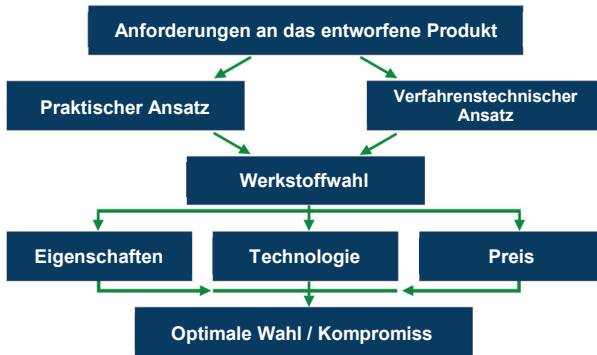 Anforderungen an das entworfene Produkt
Praktischer Ansatz
Verfahrenstechnischer
Ansatz
Werkstoffwahl
Eigenschaften
Technologie
Preis
Optimale Wahl / Kompromiss